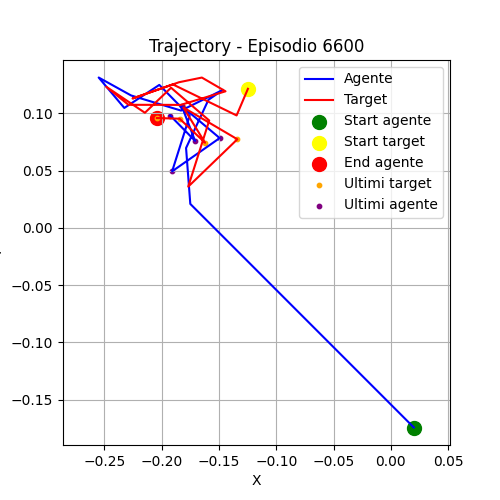 Trajectory - Episodio 6600
Agente
Target
Start agente
Start target
End agente
Ultimi target
Ultimi agente
0.10
0.05
0.00
−0.05
−0.10
−0.15
−0.25
−0.20
−0.15
−0.10
−0.05
0.00
0.05
X